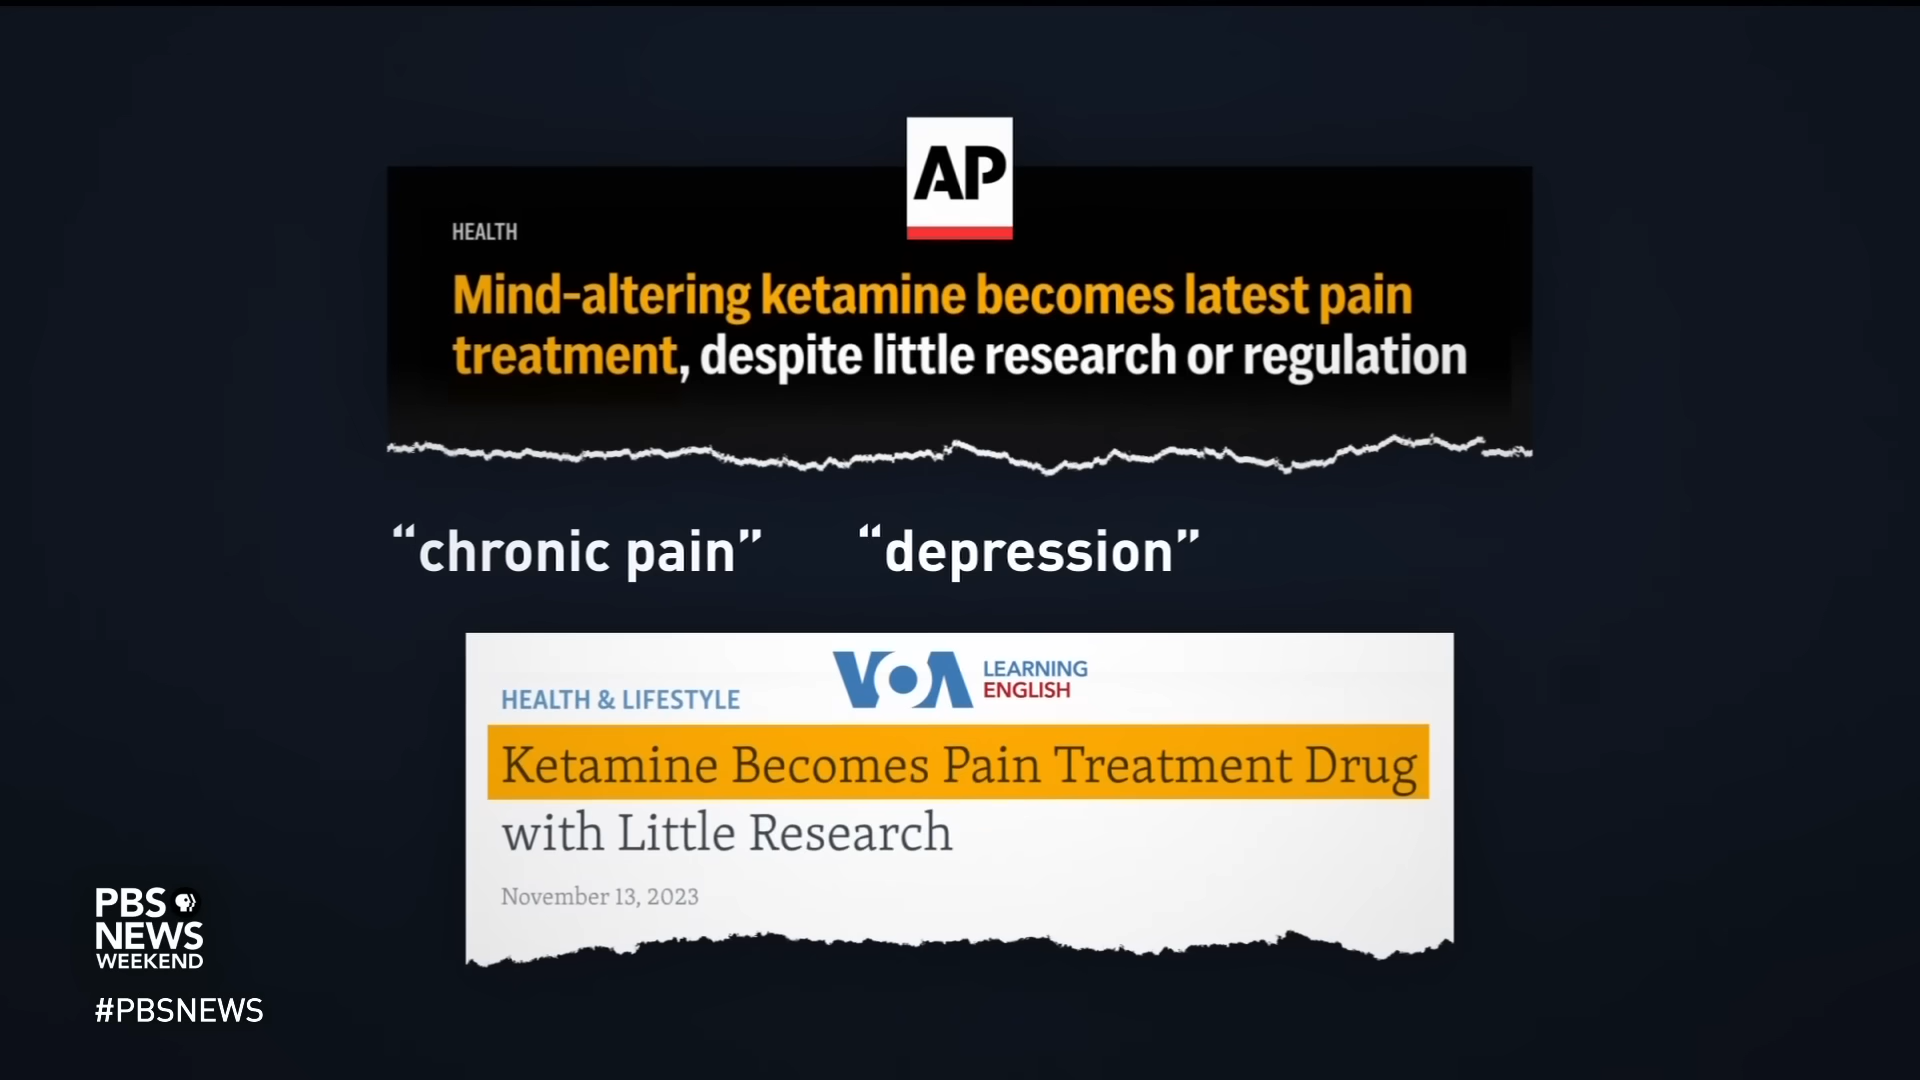 AP
HEALTH
Mind-altering ketamine becomes latest pain
treatment, despite little research or regulation
“chronic pain” “depression”
VOA LEARNING
ENGLISH
HEALTH & LIFESTYLE
Ketamine Becomes Pain Treatment Drug
with Little Research
November 13, 2023
PBS
NEWS
WEEKEND
#PBSNEWS